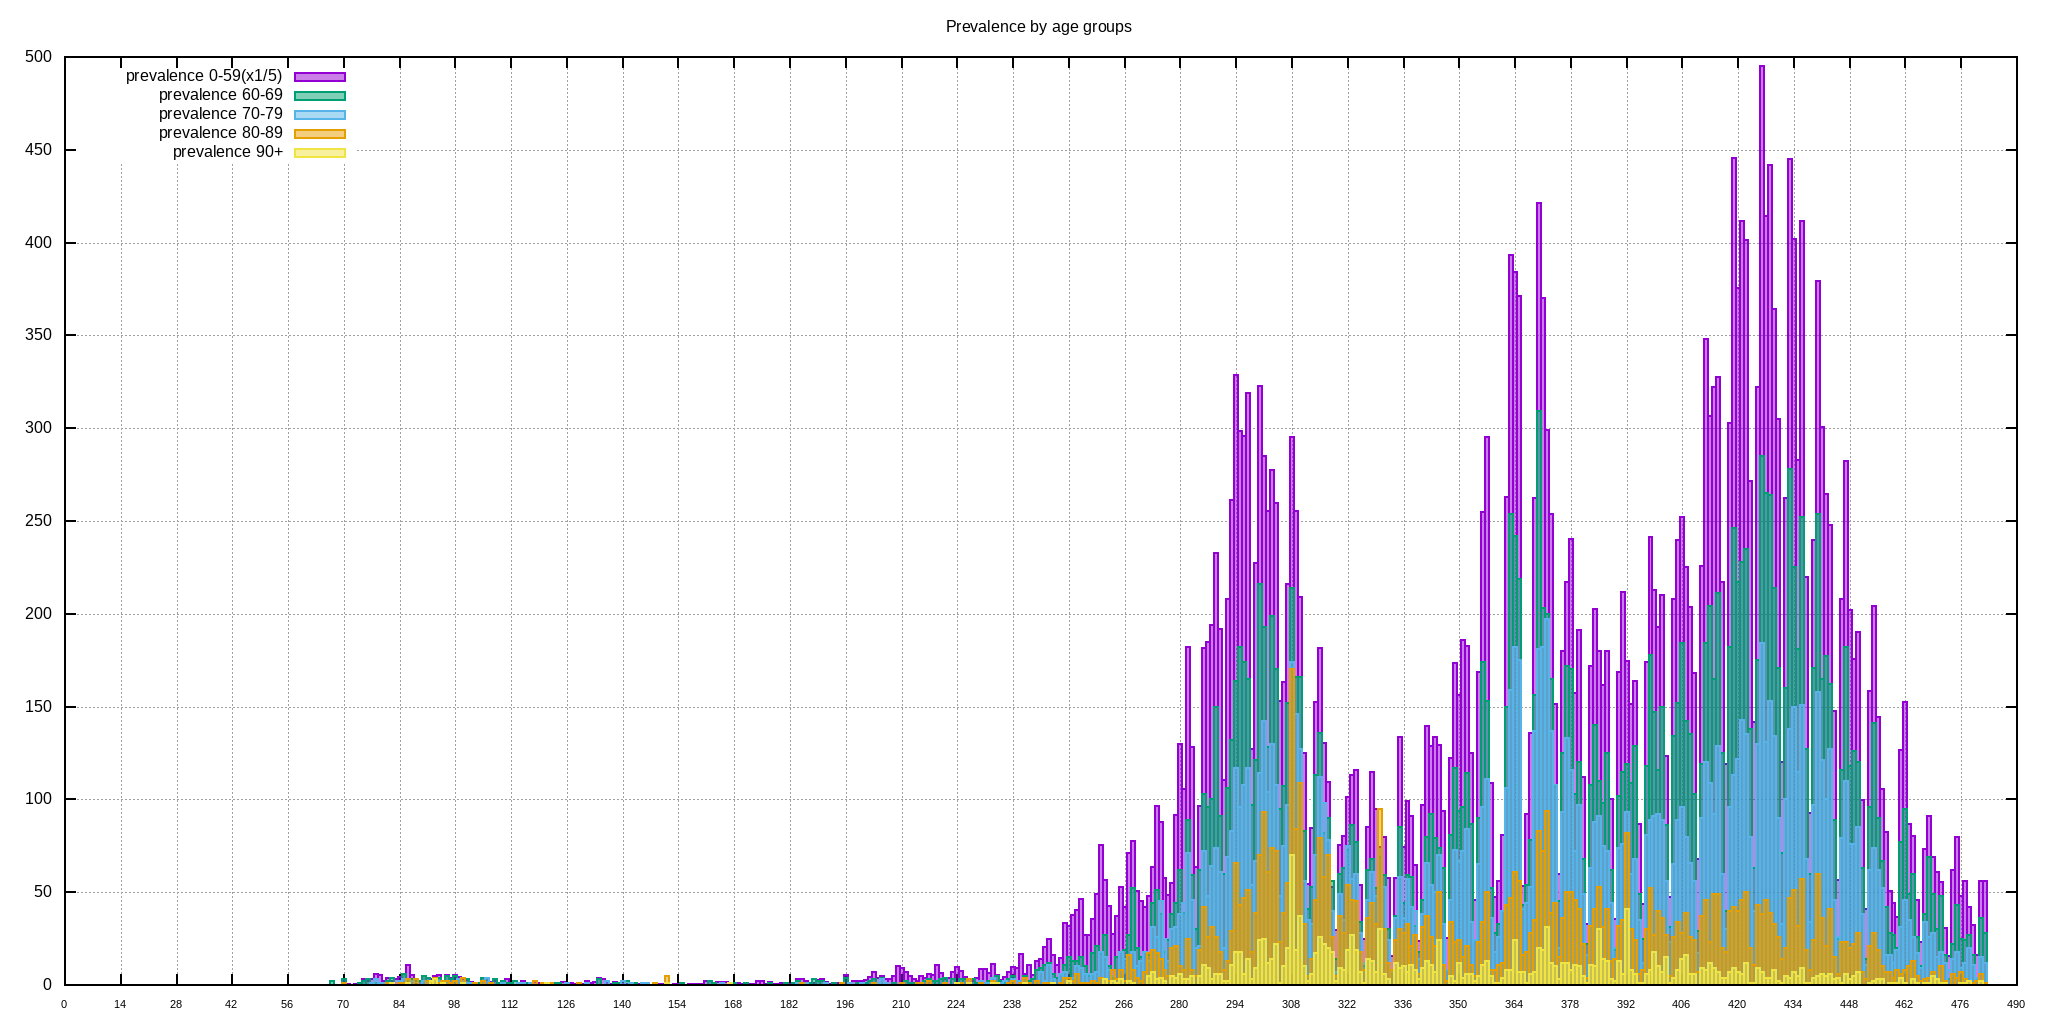 Prevalence by age groups
500
450
400
350
300
250
200
150
100
50
0
prevalence 0-59(x1/5)
prevalence 60-69
prevalence 70-79
prevalence 80-89
prevalence 90+
0 14 28 42 56 70 84 98 112 126 140 154 168 182 196 210 224 238 252 266 280 294 308 322 336 350 364 378 392 406 420 434 448 462 476 490